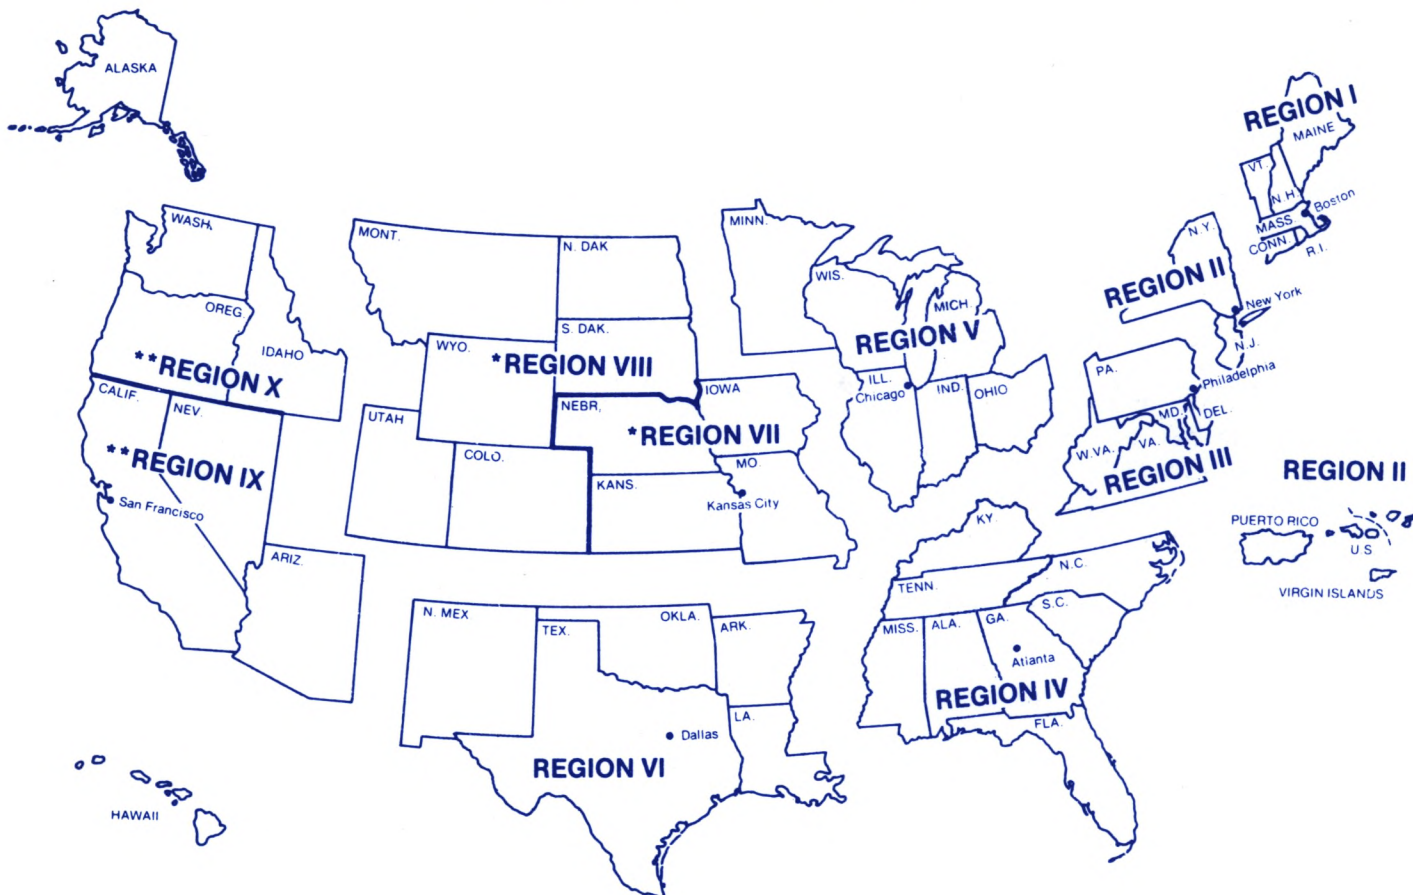 ALASKA
REGION I
MAINE
VT.
N.H.
Boston
MASS.
CONN.
R.I.
WASH.
MONT.
N. DAK
MINN.
N.Y.
WIS.
MICH
REGION II
New York
OREG.
S. DAK.
REGION V
N.J.
IDAHO
WYO.
**REGION X
*REGION VIII
PA.
Philadelphia
CALIF.
NEV.
UTAH
NEBR,
IOWA
ILL.
Chicago
IND.
OHIO
MD.
DEL.
*REGION VII
W.VA.
VA.
**REGION IX
COLO.
MO.
REGION III
REGION II
KANS.
Kansas City
San Francisco
KY.
PUERTO RICO
U.S
VIRGIN ISLANDS
ARIZ.
TENN.
N.C.
S.C.
N. MEX
TEX.
OKLA.
ARK.
MISS.
ALA.
GA.
Atlanta
REGION IV
LA.
FLA.
Dallas
REGION VI
HAWAII